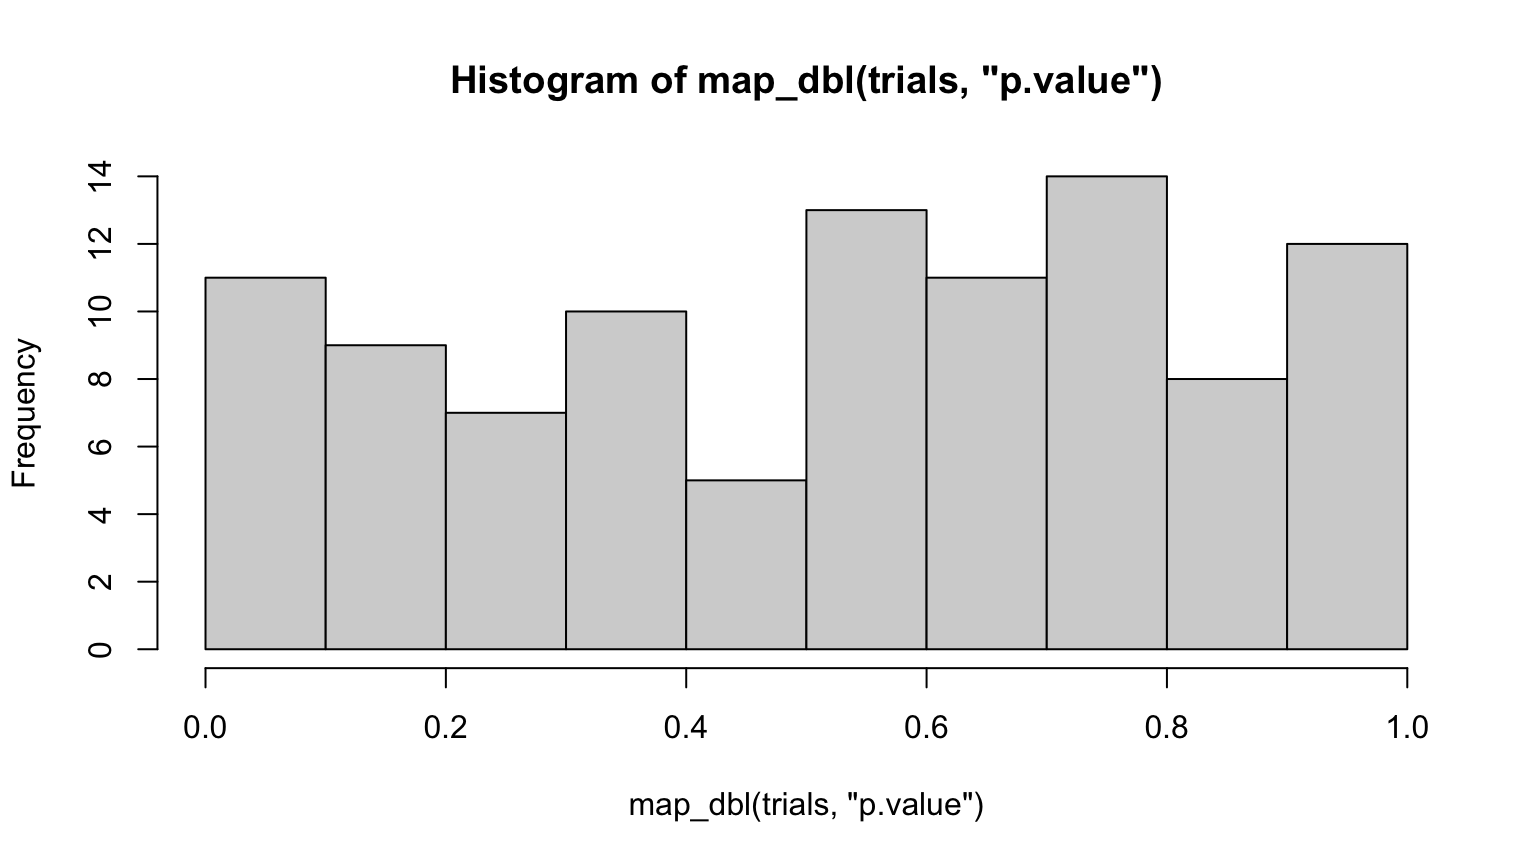 Histogram of map_dbl(trials, "p.value")
Frequency
14
12
10
8
6
4
2
0
0.0 0.2 0.4 0.6 0.8 1.0
map_dbl(trials, "p.value")